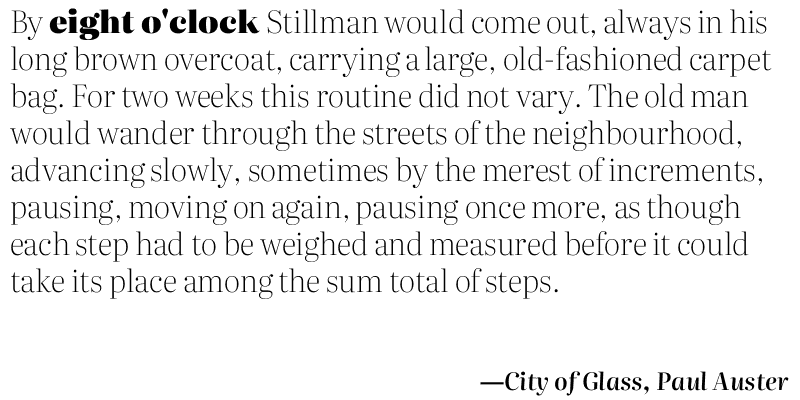 By eight o'clock Stillman would come out, always in his
long brown overcoat, carrying a large, old-fashioned carpet
bag. For two weeks this routine did not vary. The old man
would wander through the streets of the neighbourhood,
advancing slowly, sometimes by the merest of increments,
pausing, moving on again, pausing once more, as though
each step had to be weighed and measured before it could
take its place among the sum total of steps.
—City of Glass, Paul Auster